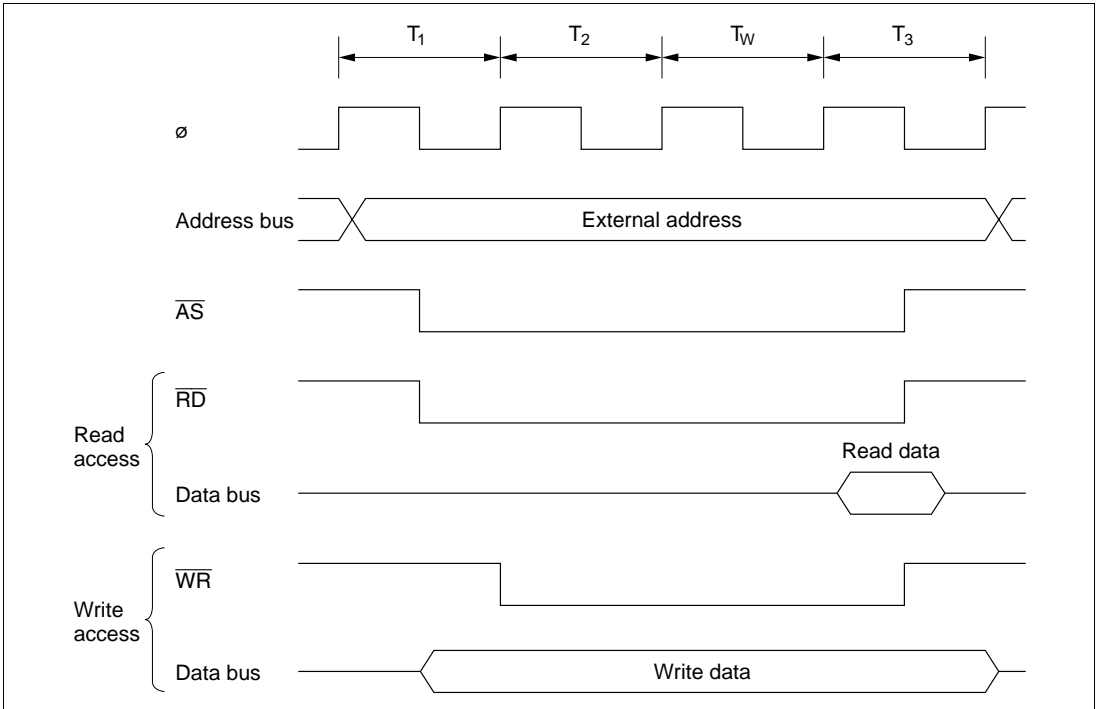 T1 T2 TW T3
ø
Address bus External address
AS
RD
Read access
Read data
Data bus
WR
Write access
Data bus Write data